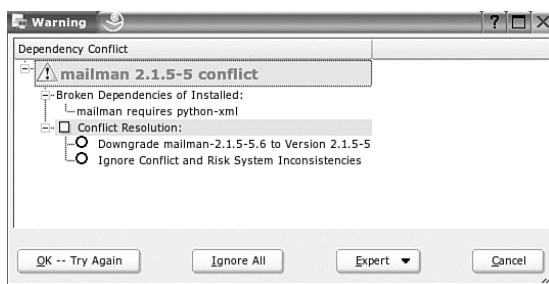 Warning
Dependency Conflict
mailman 2.1.5-5 conflict
Broken Dependencies of Installed:
mailman requires python-xml
Conflict Resolution:
Downgrade mailman-2.1.5-5.6 to Version 2.1.5-5
Ignore Conflict and Risk System Inconsistencies
OK -- Try Again
Ignore All
Expert
Cancel